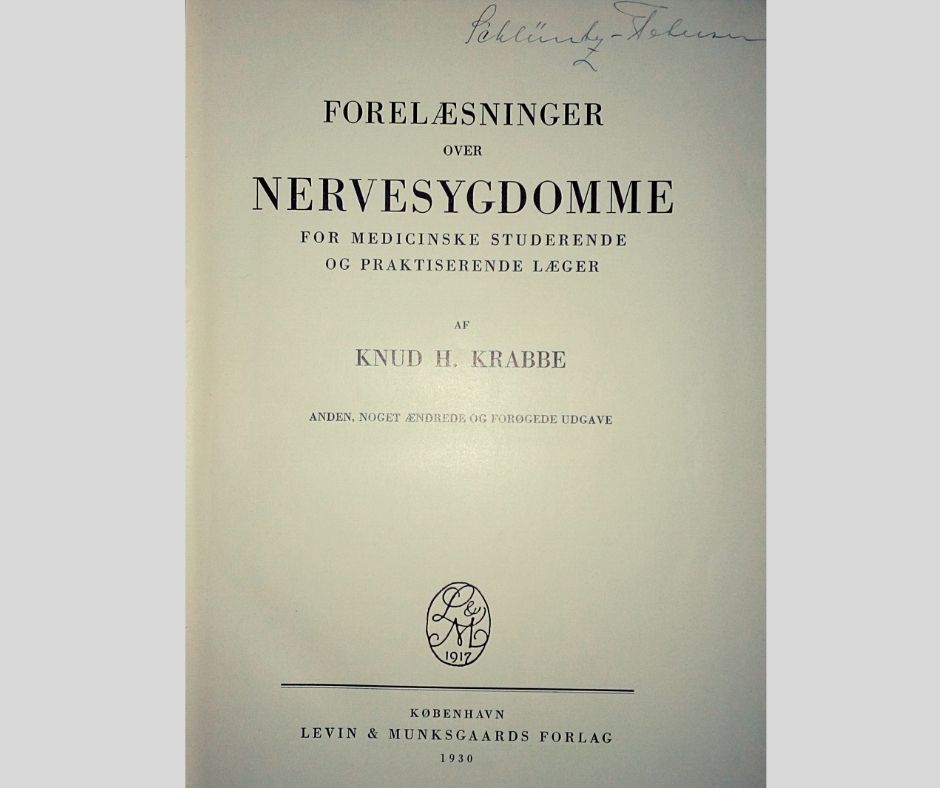 FORELÆSNINGER
OVER
NERVESYGDOMME
FOR MEDICINSKE STUDERENDE
OG PRAKTISERENDE LÆGER
AF
KNUD H. KRABBE
ANDEN, NOGET ÆNDREDE OG FORØGEDE UDGAVE
L & M
1917
KØBENHAVN
LEVIN & MUNKSGAARDS FORLAG
1930